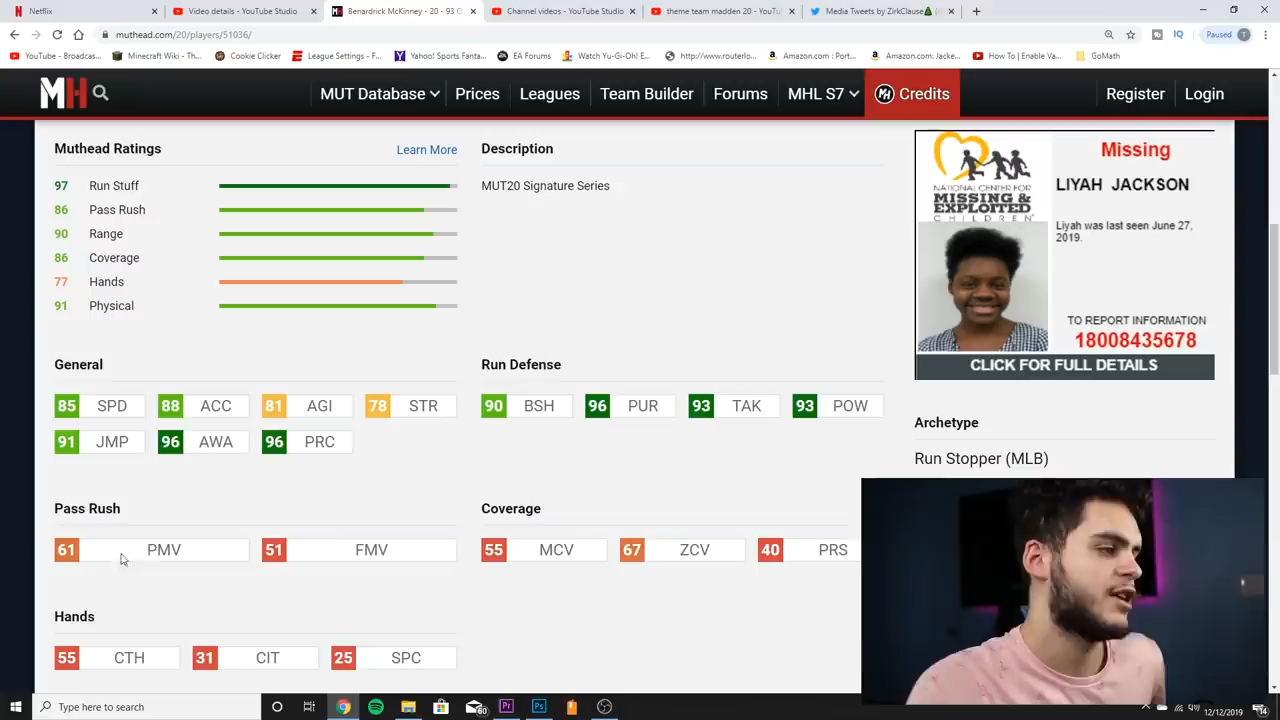 Netflix
Video details - YouTube Studio
Benardrick McKinney - 20 - 93 O
Channel videos - YouTube Studio
theme team madden 20 - YouTu
Media Tweets by ZirkClause
muthead.com/20/players/51036/
IQ
Paused
T
YouTube - Broadcas...
Minecraft Wiki - Th...
Cookie Clicker
League Settings - F...
Yahoo! Sports Fanta...
EA Forums
Watch Yu-Gi-Oh! E...
http://www.routerlo...
Amazon.com : Port...
Amazon.com: Jacke...
How To | Enable Va...
GoMath
MH
MUT Database
Prices
Leagues
Team Builder
Forums
MHL S7
Credits
Register
Login
Muthead Ratings
Learn More
97 Run Stuff
86 Pass Rush
90 Range
86 Coverage
77 Hands
91 Physical
Description
MUT20 Signature Series
NATIONAL CENTER FOR
MISSING &
EXPLOITED
CHILDREN
Missing
LIYAH JACKSON
Liyah was last seen June 27,
2019.
TO REPORT INFORMATION
18008435678
CLICK FOR FULL DETAILS
General
85 SPD 88 ACC 81 AGI 78 STR
91 JMP 96 AWA 96 PRC
Run Defense
90 BSH 96 PUR 93 TAK 93 POW
Archetype
Run Stopper (MLB)
Pass Rush
61 PMV 51 FMV
Coverage
55 MCV 67 ZCV 40 PRS
Hands
55 CTH 31 CIT 25 SPC
Type here to search
60
12/12/2019
14